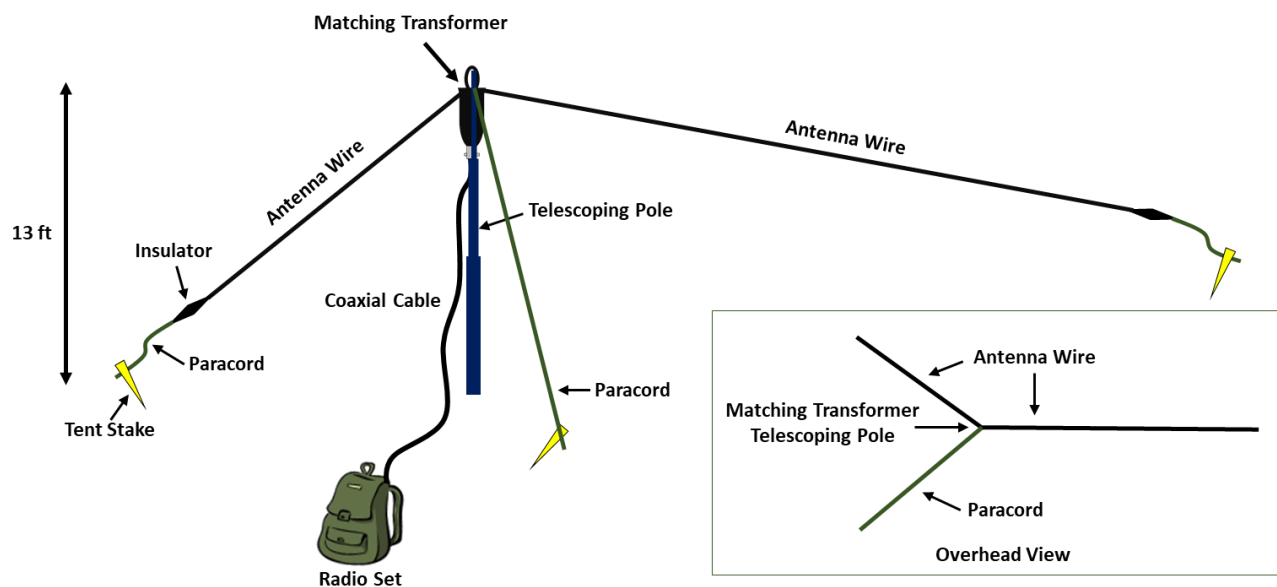 Matching Transformer
Antenna Wire
Antenna Wire
13 ft
Telescoping Pole
Insulator
Coaxial Cable
Paracord
Paracord
Tent Stake
Radio Set
Antenna Wire
Matching Transformer
Telescoping Pole
Paracord
Overhead View